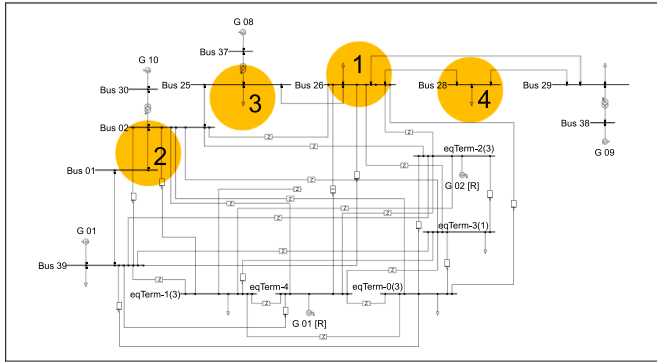 G 08
G 10
Bus 37
1
Bus 30
Bus 25
Bus 26
Bus 28
Bus 29
3
4
Bus 02
Bus 38
2
G 09
eqTerm-2(3)
Bus 01
Z
G 02 [R]
G 01
eqTerm-3(1)
Bus 39
eqTerm-1(3)
eqTerm-4
eqTerm-0(3)
G 01 [R]